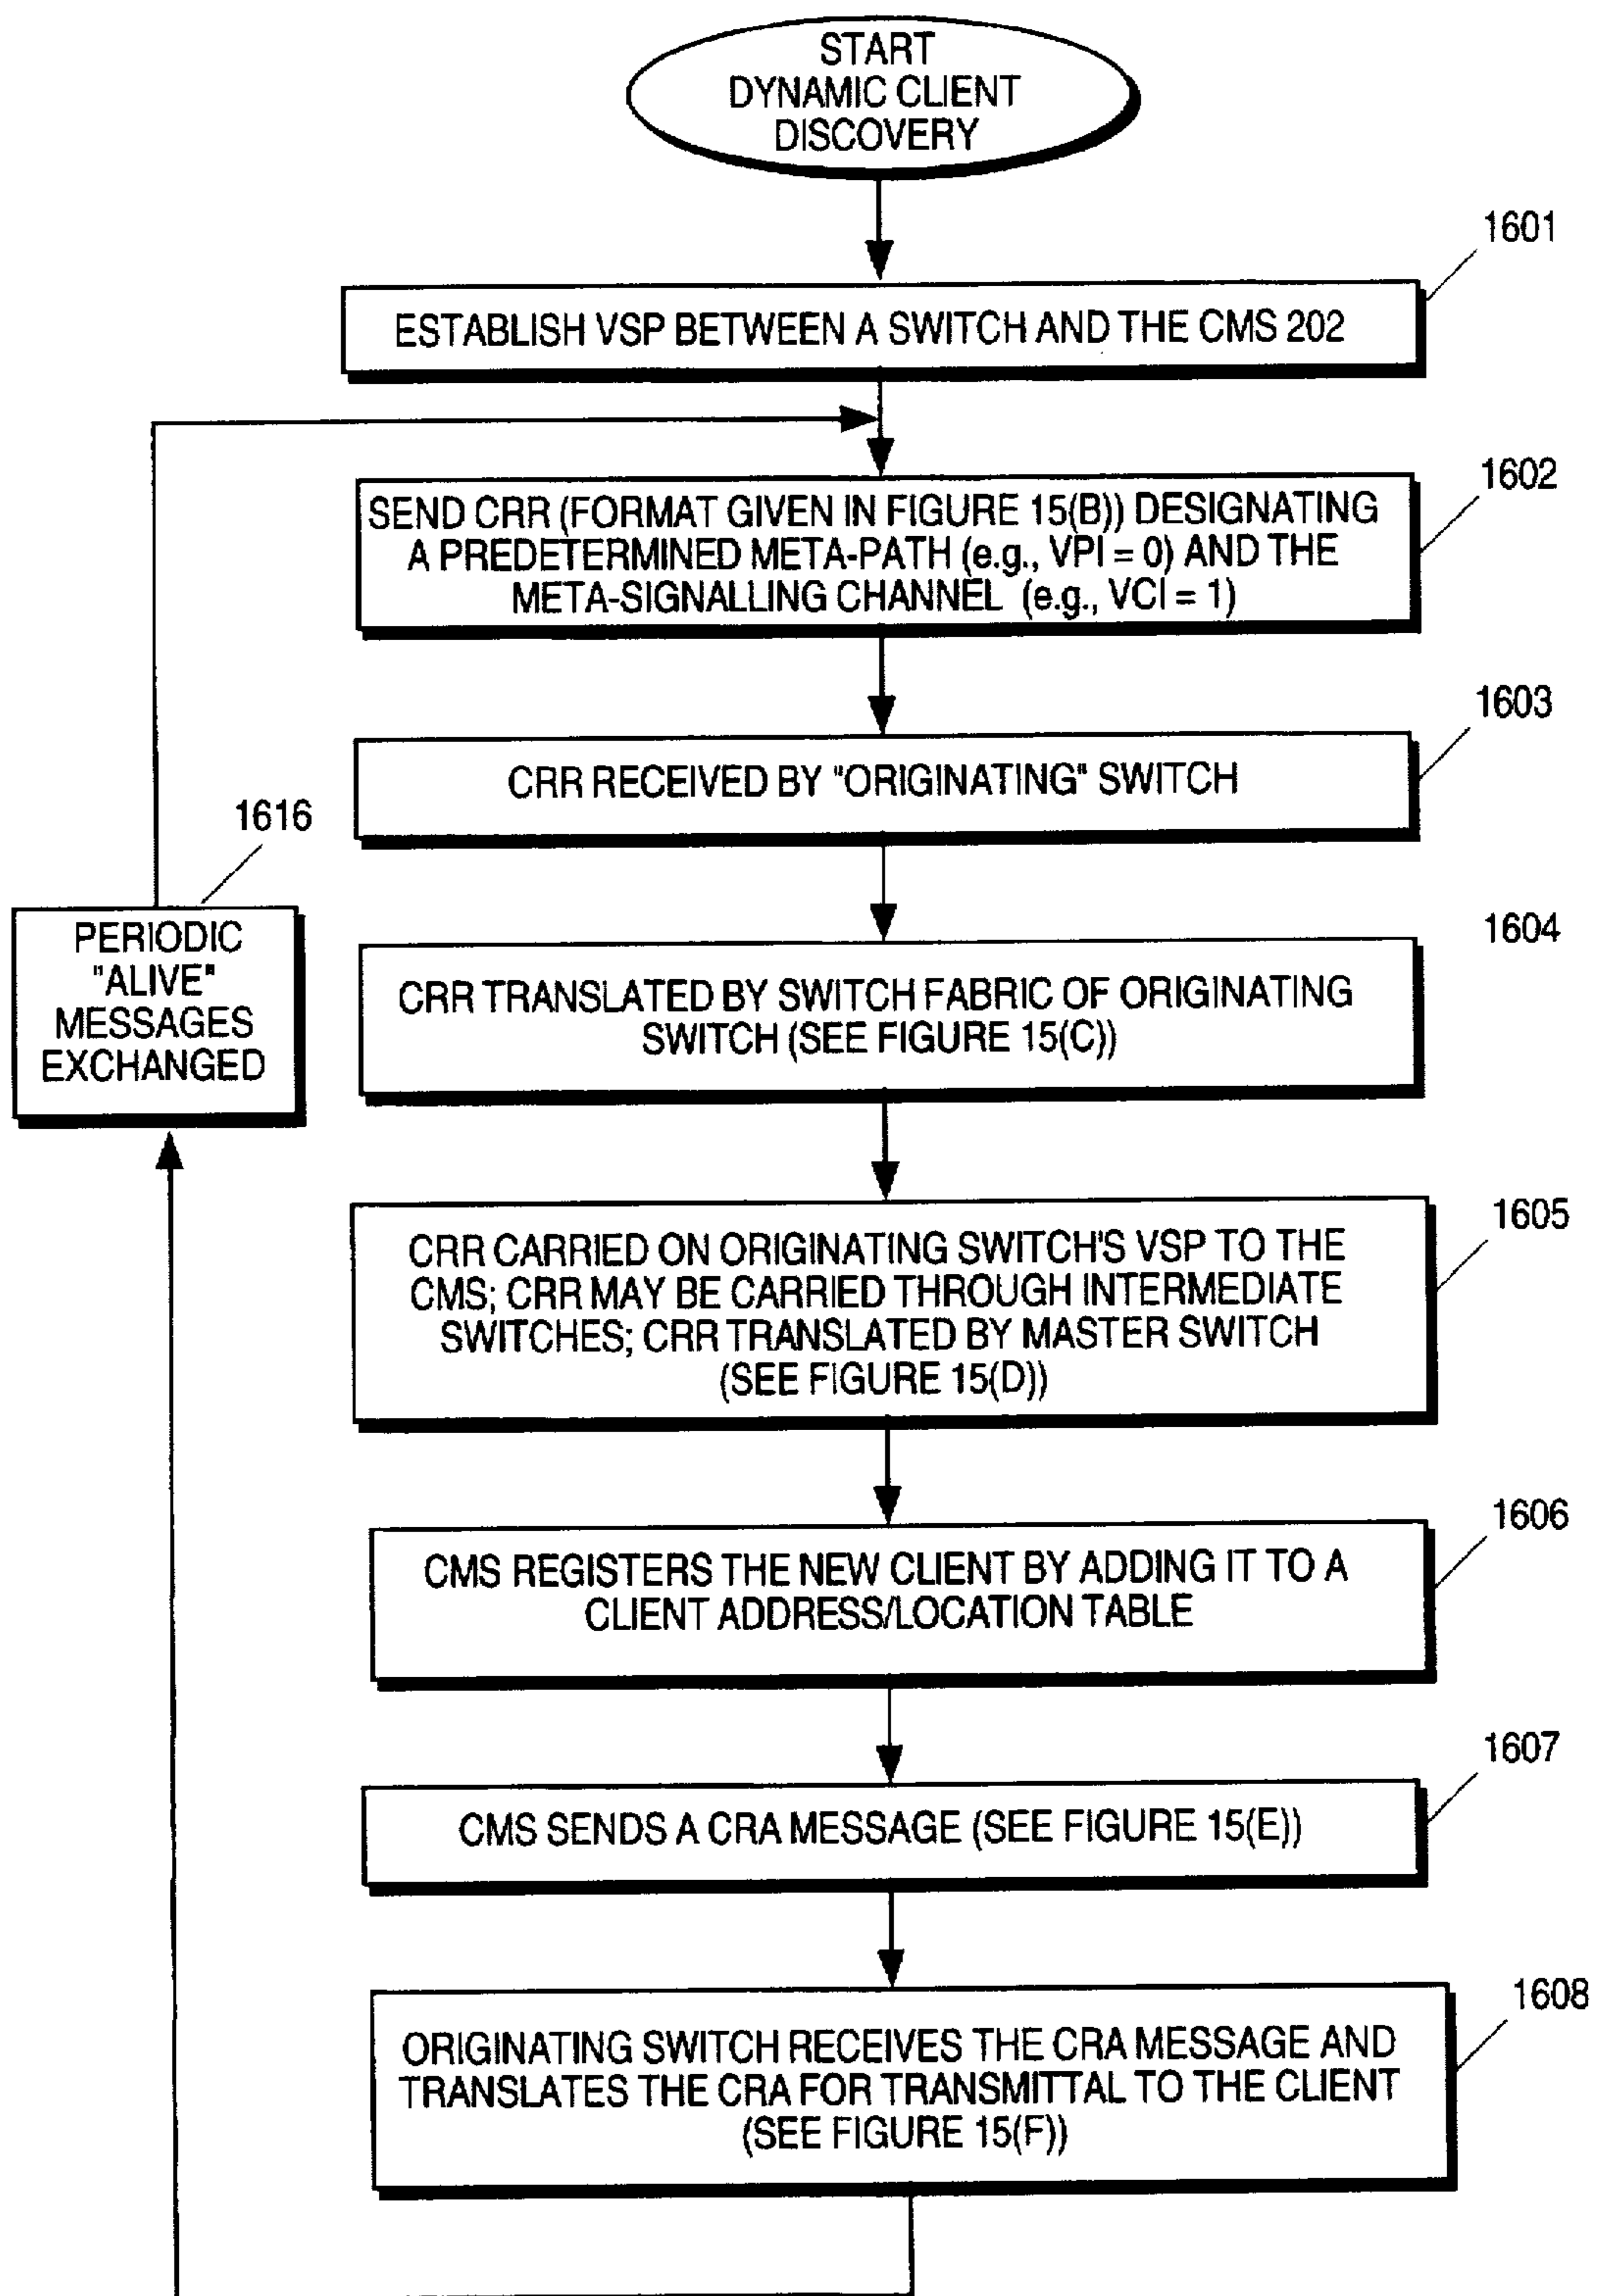 START
DYNAMIC CLIENT
DISCOVERY
1601
ESTABLISH VSP BETWEEN A SWITCH AND THE CMS 202
1602
SEND CRR (FORMAT GIVEN IN FIGURE 15(B)) DESIGNATING
A PREDETERMINED META-PATH (e.g., VPI = 0) AND THE
META-SIGNALLING CHANNEL (e.g., VCI = 1)
1603
CRR RECEIVED BY "ORIGINATING" SWITCH
1616
PERIODIC
"ALIVE"
MESSAGES
EXCHANGED
1604
CRR TRANSLATED BY SWITCH FABRIC OF ORIGINATING
SWITCH (SEE FIGURE 15(C))
1605
CRR CARRIED ON ORIGINATING SWITCH'S VSP TO THE
CMS; CRR MAY BE CARRIED THROUGH INTERMEDIATE
SWITCHES; CRR TRANSLATED BY MASTER SWITCH
(SEE FIGURE 15(D))
1606
CMS REGISTERS THE NEW CLIENT BY ADDING IT TO A
CLIENT ADDRESS/LOCATION TABLE
1607
CMS SENDS A CRA MESSAGE (SEE FIGURE 15(E))
1608
ORIGINATING SWITCH RECEIVES THE CRA MESSAGE AND
TRANSLATES THE CRA FOR TRANSMITTAL TO THE CLIENT
(SEE FIGURE 15(F))